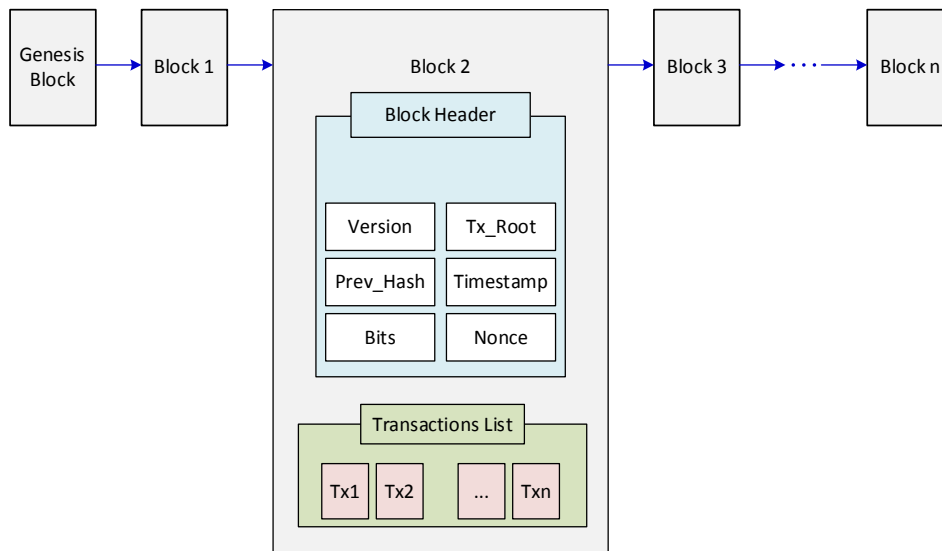 Genesis
Block
Block 1
Block 2
Block 3
...
Block n
Block Header
Version
Tx_Root
Prev_Hash
Timestamp
Bits
Nonce
Transactions List
Tx1
Tx2
...
Txn